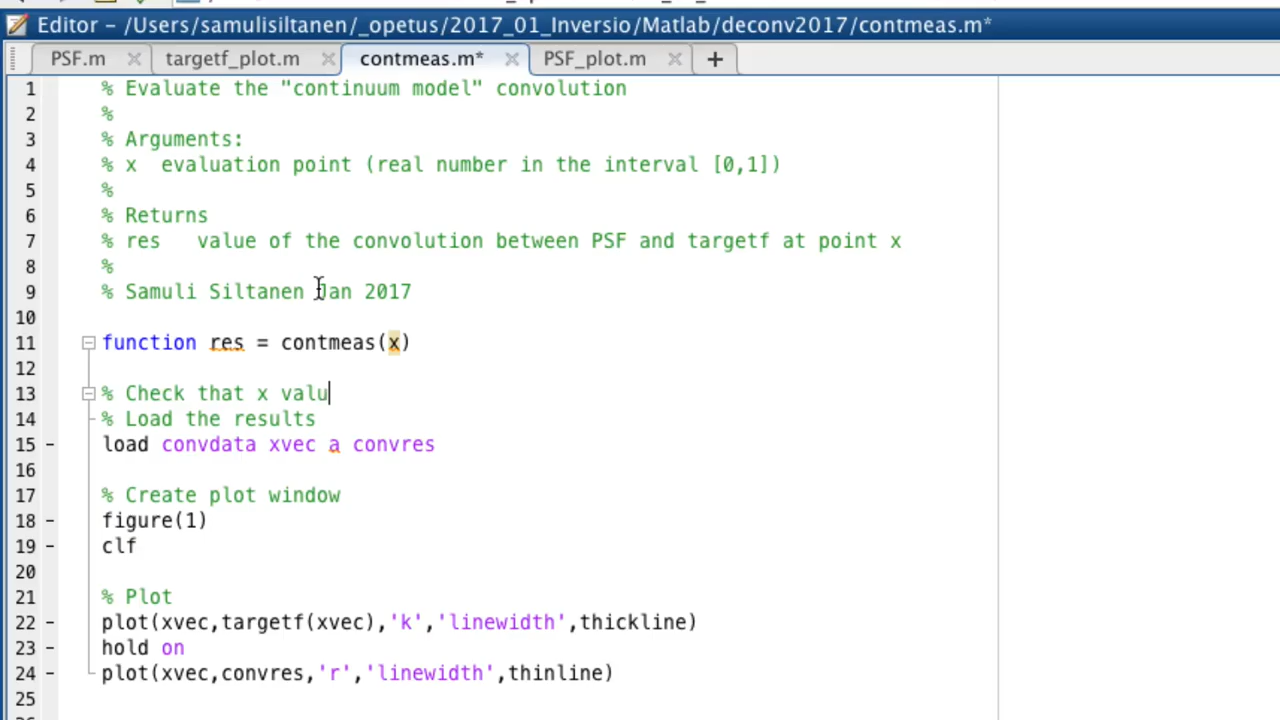 Editor – /Users/samulisiltanen/_opetus/2017_01_Inversio/Matlab/deconv2017/contmeas.m*
PSF.m targetf_plot.m contmeas.m* PSF_plot.m +
1 % Evaluate the "continuum model" convolution
2 %
3 % Arguments:
4 % x  evaluation point (real number in the interval [0,1])
5 %
6 % Returns
7 % res   value of the convolution between PSF and targetf at point x
8 %
9 % Samuli Siltanen Jan 2017
10
11 function res = contmeas(x)
12
13 % Check that x valu
14 % Load the results
15 - load convdata xvec a convres
16
17 % Create plot window
18 - figure(1)
19 - clf
20
21 % Plot
22 - plot(xvec,targetf(xvec),'k','linewidth',thickline)
23 - hold on
24 - plot(xvec,convres,'r','linewidth',thinline)
25